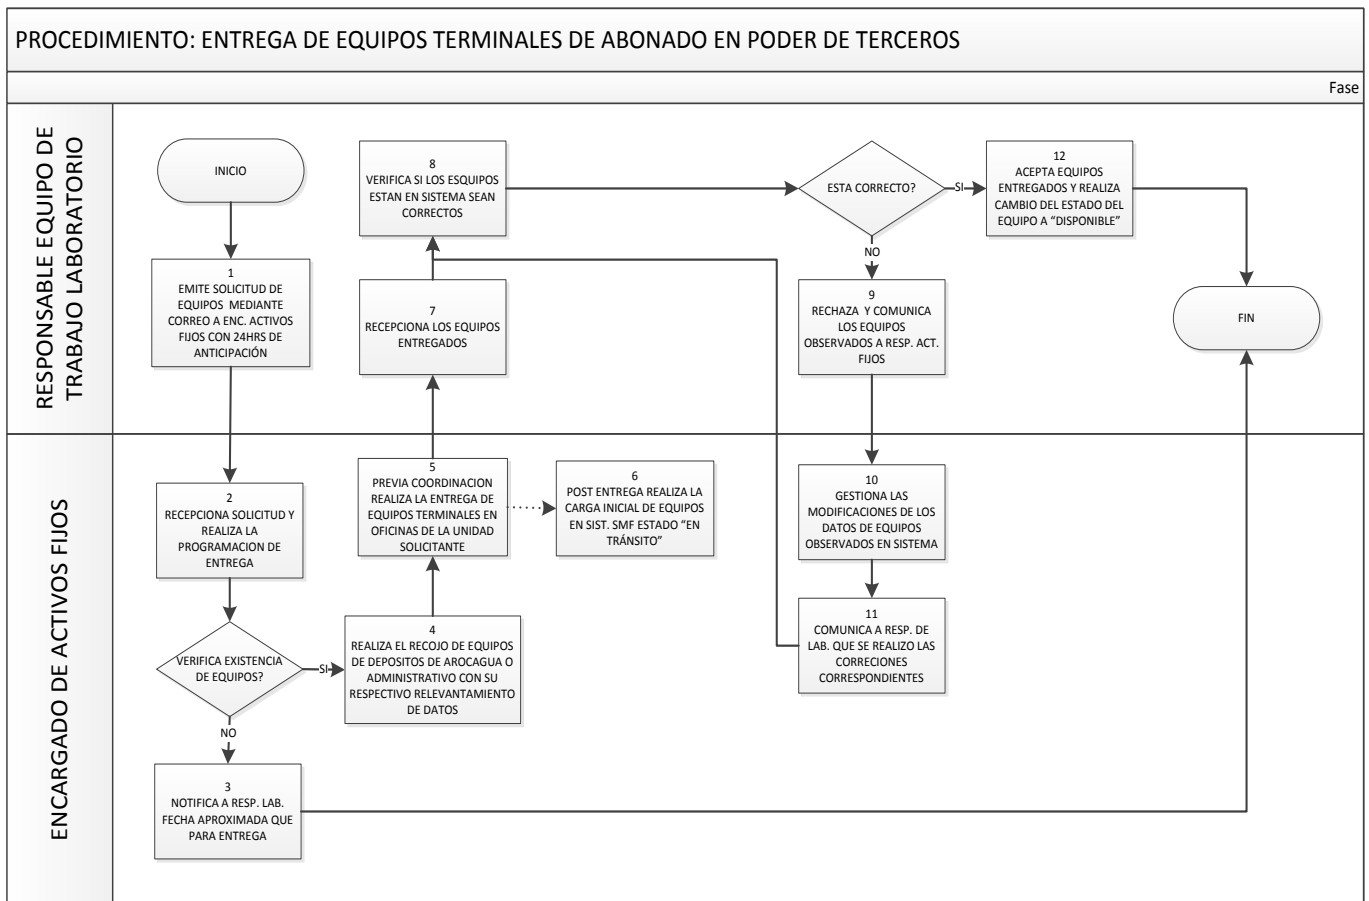 PROCEDIMIENTO: ENTREGA DE EQUIPOS TERMINALES DE ABONADO EN PODER DE TERCEROS
Fase
RESPONSABLE EQUIPO DE
TRABAJO LABORATORIO
INICIO
1
EMITE SOLICITUD DE
EQUIPOS MEDIANTE
CORREO A ENC. ACTIVOS
FIJOS CON 24HRS DE
ANTICIPACIÓN
8
VERIFICA SI LOS ESQUIPOS
ESTAN EN SISTEMA SEAN
CORRECTOS
7
RECEPCIONA LOS EQUIPOS
ENTREGADOS
ESTA CORRECTO?
SI
NO
12
ACEPTA EQUIPOS
ENTREGADOS Y REALIZA
CAMBIO DEL ESTADO DEL
EQUIPO A “DISPONIBLE”
9
RECHAZA Y COMUNICA
LOS EQUIPOS
OBSERVADOS A RESP. ACT.
FIJOS
FIN
ENCARGADO DE ACTIVOS FIJOS
2
RECEPCIONA SOLICITUD Y
REALIZA LA
PROGRAMACION DE
ENTREGA
VERIFICA EXISTENCIA
DE EQUIPOS?
SI
NO
3
NOTIFICA A RESP. LAB.
FECHA APROXIMADA QUE
PARA ENTREGA
4
REALIZA EL RECOJO DE EQUIPOS
DE DEPOSITOS DE AROCAGUA O
ADMINISTRATIVO CON SU
RESPECTIVO RELEVANTAMIENTO
DE DATOS
5
PREVIA COORDINACION
REALIZA LA ENTREGA DE
EQUIPOS TERMINALES EN
OFICINAS DE LA UNIDAD
SOLICITANTE
6
POST ENTREGA REALIZA LA
CARGA INICIAL DE EQUIPOS
EN SIST. SMF ESTADO “EN
TRÁNSITO”
10
GESTIONA LAS
MODIFICACIONES DE LOS
DATOS DE EQUIPOS
OBSERVADOS EN SISTEMA
11
COMUNICA A RESP. DE
LAB. QUE SE REALIZO LAS
CORRECIONES
CORRESPONDIENTES